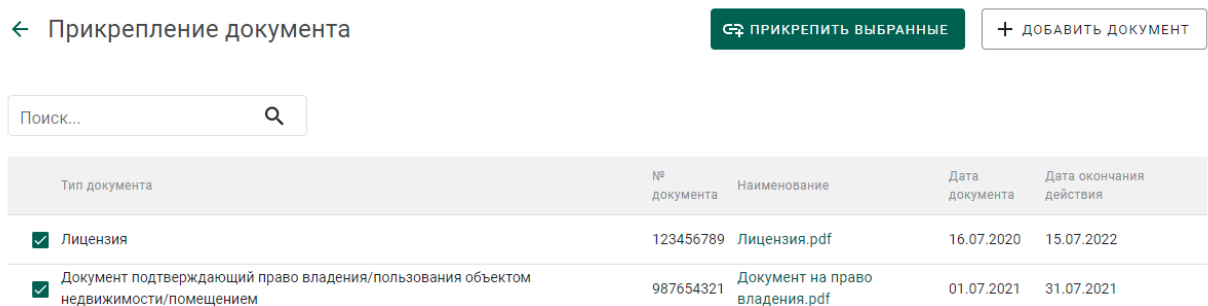 Прикрепление документа
ПРИКРЕПИТЬ ВЫБРАННЫЕ
ДОБАВИТЬ ДОКУМЕНТ
Поиск...
Тип документа
№
документа
Наименование
Дата
документа
Дата окончания
действия
Лицензия 123456789 Лицензия.pdf 16.07.2020 15.07.2022
Документ подтверждающий право владения/пользования объектом
недвижимости/помещением
987654321
Документ на право
владения.pdf
01.07.2021 31.07.2021